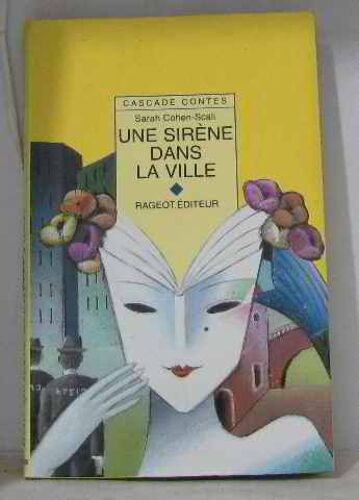 CASCADE CONTES
Sarah Cohen-Scali
UNE SIRÈNE
DANS
LA VILLE
RAGEOT ÉDITEUR